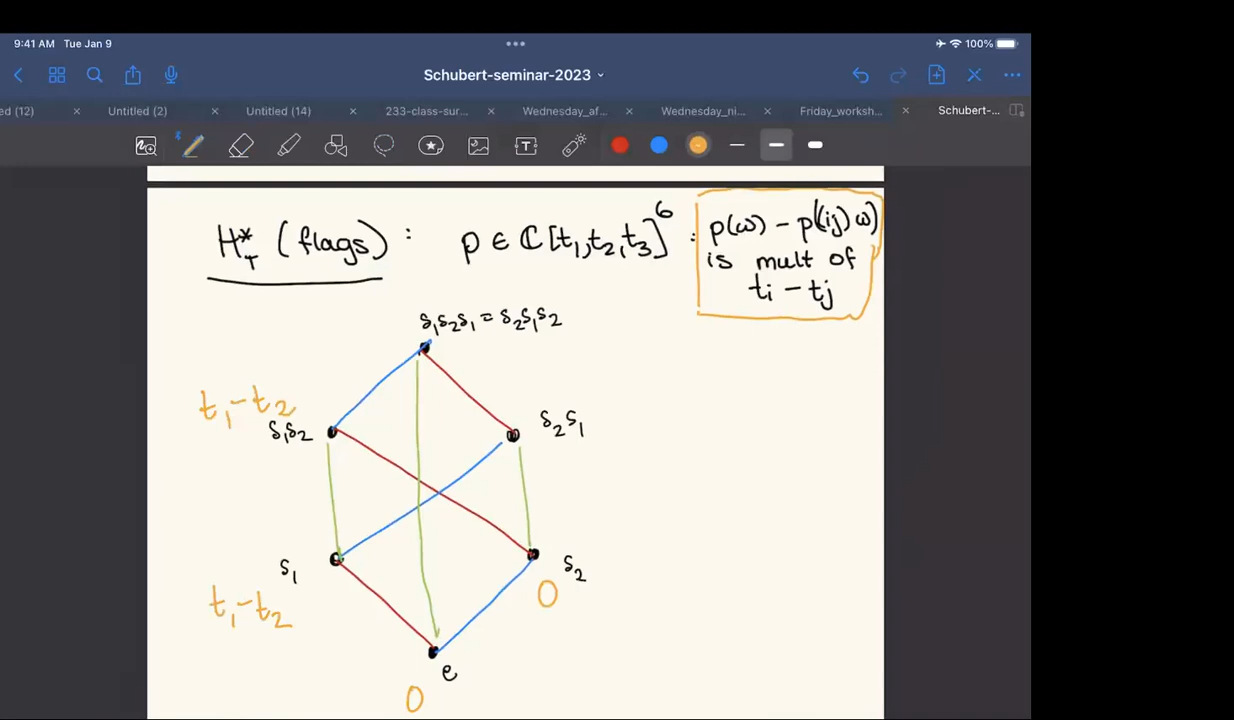 9:41 AM Tue Jan 9
100%
Schubert-seminar-2023
ed (12)
Untitled (2)
Untitled (14)
233-class-sur...
Wednesday_af...
Wednesday_ni...
Friday_worksh...
Schubert-...
H*_T (flags) : p ∈ ℂ[t₁,t₂,t₃]⁶ : p(ω) - p((ij)ω)
is mult of
tᵢ - tⱼ
s₁s₂s₁ = s₂s₁s₂
t₁-t₂
s₁s₂
s₂s₁
s₁
s₂
t₁-t₂
0
e
0